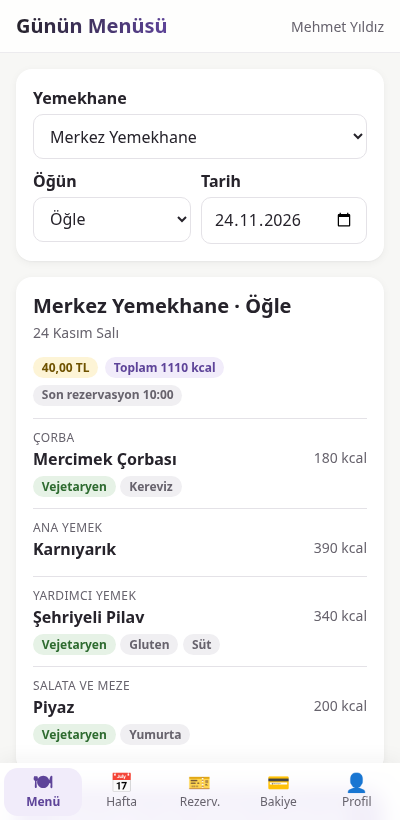 Günün Menüsü
Mehmet Yıldız
Yemekhane
Merkez Yemekhane
Öğün
Tarih
Öğle
24.11.2026
Merkez Yemekhane · Öğle
24 Kasım Salı
40,00 TL
Toplam 1110 kcal
Son rezervasyon 10:00
ÇORBA
Mercimek Çorbası
180 kcal
Vejetaryen
Kereviz
ANA YEMEK
Karnıyarık
390 kcal
YARDIMCI YEMEK
Şehriyeli Pilav
340 kcal
Vejetaryen
Gluten
Süt
SALATA VE MEZE
Piyaz
200 kcal
Vejetaryen
Yumurta
Menü
Hafta
Rezerv.
Bakiye
Profil